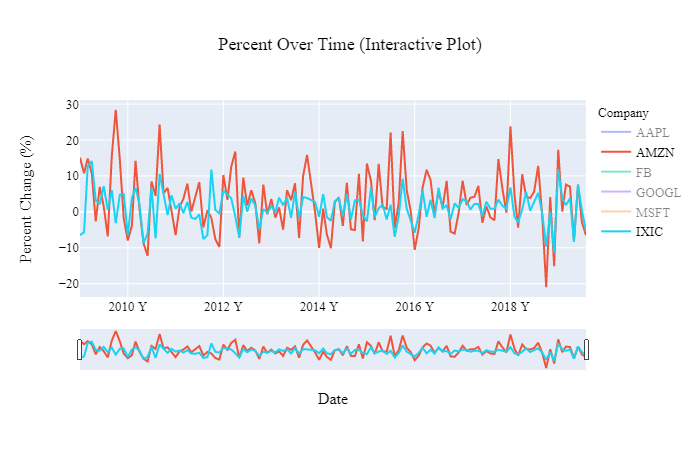 Percent Over Time (Interactive Plot)
Company
AAPL
AMZN
FB
GOOGL
MSFT
IXIC
Percent Change (%)
30
20
10
0
−10
−20
2010 Y 2012 Y 2014 Y 2016 Y 2018 Y
Date